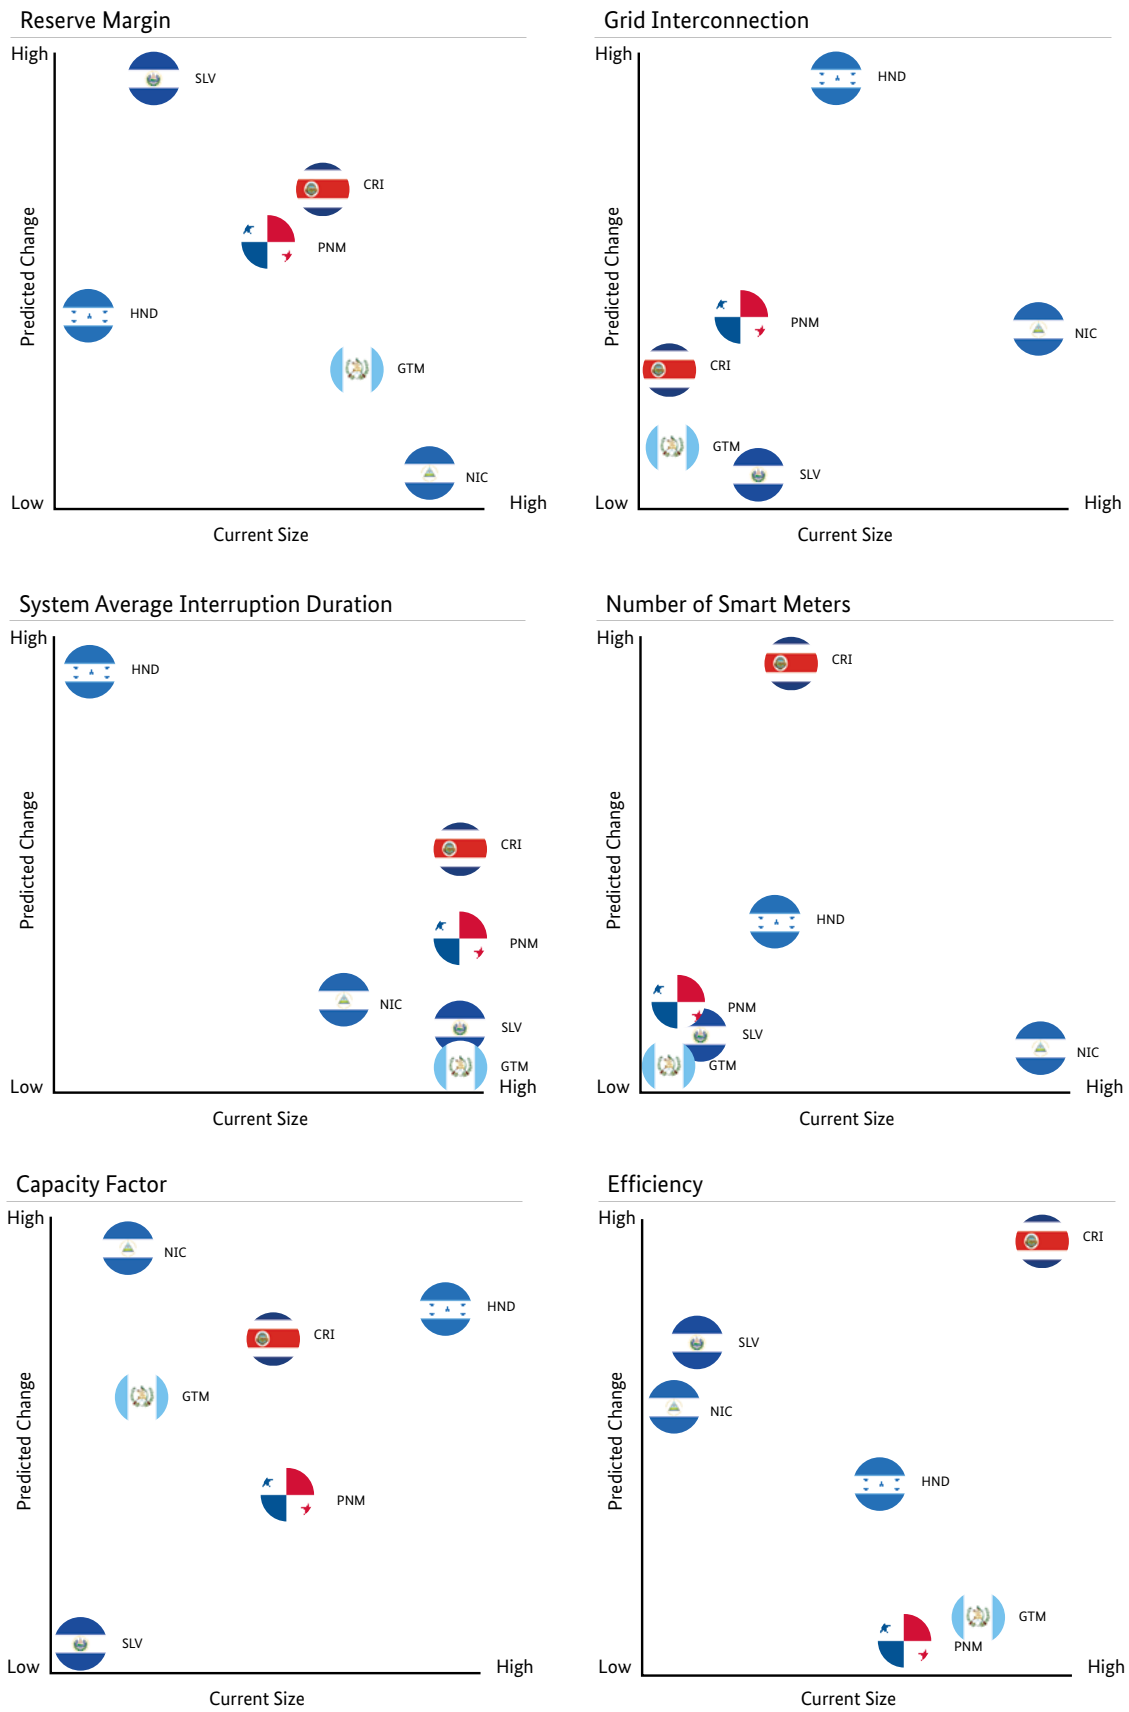 Reserve Margin
High
SLV
CRI
PNM
HND
GTM
NIC
Predicted Change
Low
High
Current Size
Grid Interconnection
High
HND
PNM
NIC
CRI
GTM
SLV
Predicted Change
Low
High
Current Size
System Average Interruption Duration
High
HND
CRI
PNM
NIC
SLV
GTM
Predicted Change
Low
High
Current Size
Number of Smart Meters
High
CRI
HND
PNM
SLV
NIC
GTM
Predicted Change
Low
High
Current Size
Capacity Factor
High
NIC
HND
CRI
GTM
PNM
SLV
Predicted Change
Low
High
Current Size
Efficiency
High
CRI
SLV
NIC
HND
GTM
PNM
Predicted Change
Low
High
Current Size